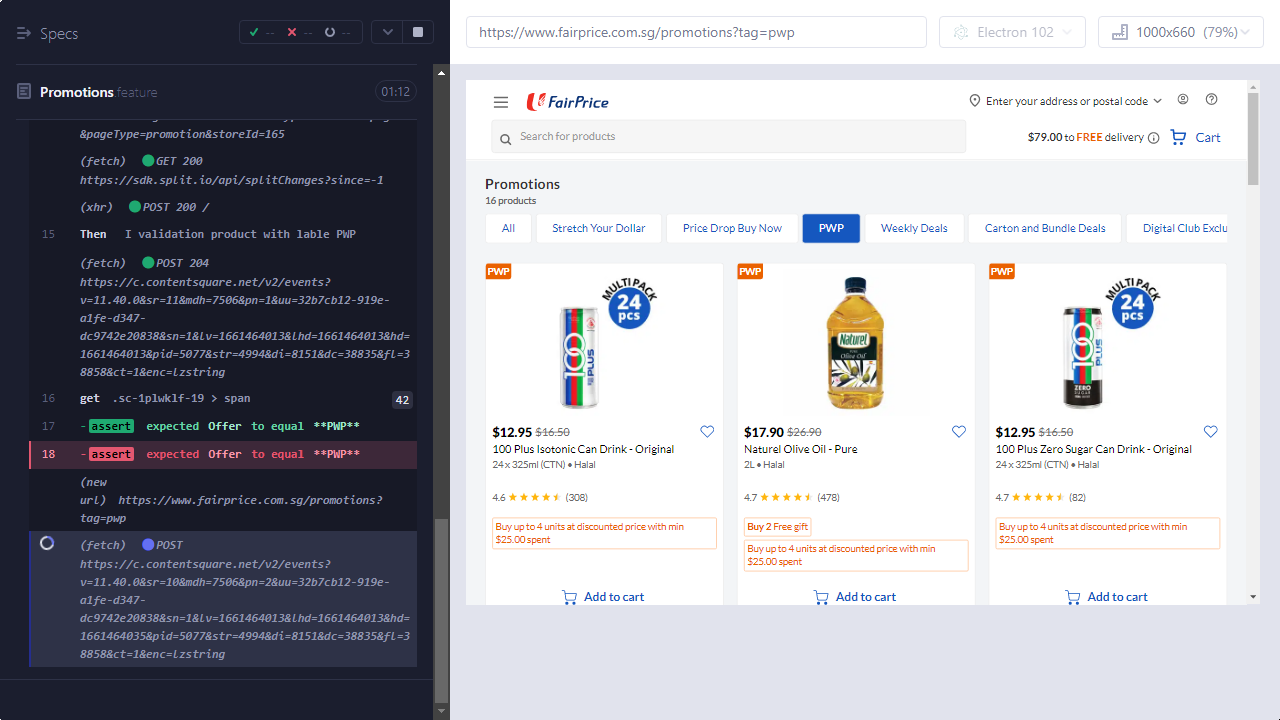 Specs
-- -- --
Promotions.feature
01:12
&pageType=promotion&storeId=165
(fetch) GET 200
https://sdk.split.io/api/splitChanges?since=-1
(xhr) POST 200 /
15 Then I validation product with lable PWP
(fetch) POST 204
https://c.contentsquare.net/v2/events?
v=11.40.0&sr=11&mdh=7506&pn=1&uu=32b7cb12-919e-
a1fe-d347-
dc9742e20838&sn=1&lv=1661464013&lhd=1661464013&hd=
1661464013&pid=5077&str=4994&di=8151&dc=38835&fl=3
8858&ct=1&enc=lzstring
16 get .sc-1plwklf-19 > span 42
17 -assert expected Offer to equal **PWP**
18 -assert expected Offer to equal **PWP**
(new
url) https://www.fairprice.com.sg/promotions?
tag=pwp
(fetch) POST
https://c.contentsquare.net/v2/events?
v=11.40.0&sr=10&mdh=7506&pn=2&uu=32b7cb12-919e-
a1fe-d347-
dc9742e20838&sn=1&lv=1661464013&lhd=1661464013&hd=
1661464035&pid=5077&str=4994&di=8151&dc=38835&fl=3
8858&ct=1&enc=lzstring
https://www.fairprice.com.sg/promotions?tag=pwp
Electron 102
1000x660 (79%)
FairPrice
Enter your address or postal code
Search for products
$79.00 to FREE delivery
Cart
Promotions
16 products
All
Stretch Your Dollar
Price Drop Buy Now
PWP
Weekly Deals
Carton and Bundle Deals
Digital Club Exclu
PWP
MULTI PACK
24
pcs
100
PLUS
$12.95 $16.50
100 Plus Isotonic Can Drink - Original
24 x 325ml (CTN) • Halal
4.6 ★★★★★ (308)
Buy up to 4 units at discounted price with min
$25.00 spent
Add to cart
PWP
Naturel
Olive Oil
$17.90 $26.90
Naturel Olive Oil - Pure
2L • Halal
4.7 ★★★★★ (478)
Buy 2 Free gift
Buy up to 4 units at discounted price with min
$25.00 spent
Add to cart
PWP
MULTI PACK
24
pcs
100
PLUS
ZERO
SUGAR
$12.95 $16.50
100 Plus Zero Sugar Can Drink - Original
24 x 325ml (CTN) • Halal
4.7 ★★★★★ (82)
Buy up to 4 units at discounted price with min
$25.00 spent
Add to cart